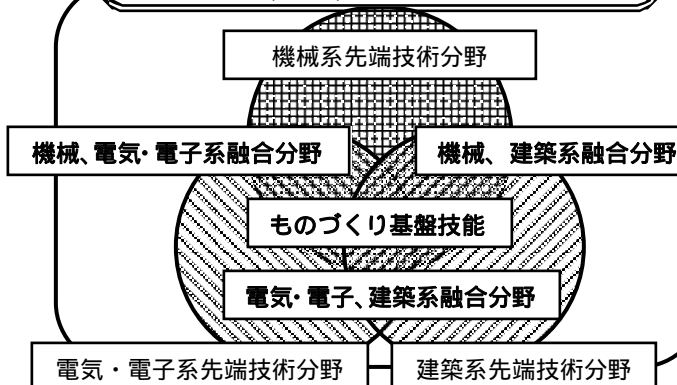 機械系先端技術分野
機械、電気・電子系融合分野
機械、建築系融合分野
ものづくり基盤技能
電気・電子、建築系融合分野
電気・電子系先端技術分野
建築系先端技術分野